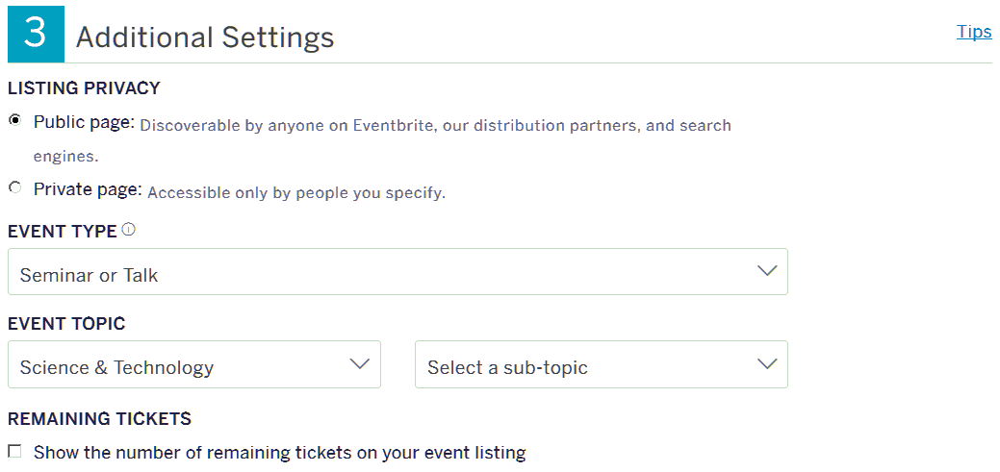 3 Additional Settings Tips
LISTING PRIVACY
Public page: Discoverable by anyone on Eventbrite, our distribution partners, and search
engines.
Private page: Accessible only by people you specify.
EVENT TYPE
Seminar or Talk
EVENT TOPIC
Science & Technology Select a sub-topic
REMAINING TICKETS
Show the number of remaining tickets on your event listing